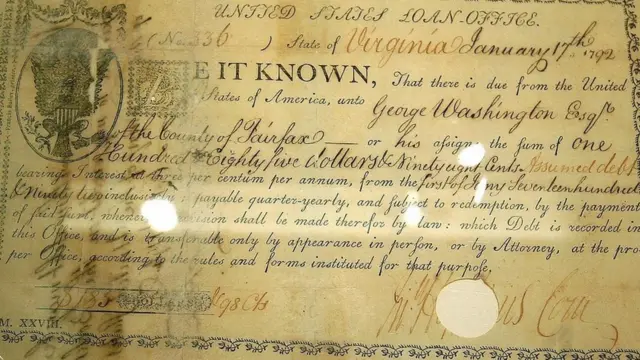 UNITED STATES LOAN-OFFICE.
(No. 336 ) State of Virginia January 17th 1792
E IT KNOWN, That there is due from the United
States of America, unto George Washington Esqr.
of the County of Fairfax or his assigns the sum of one
Hundred Eighty five dollars & Ninety eight Cents Assumed debt
bearing Interest at three per centum per annum, from the first of Seventeen hundred
& Ninety two inclusively payable quarter-yearly, and subject to redemption, by the payment
of said sum, whenever provision shall be made therefor by law: which Debt is recorded in
this Office, and is transferable only by appearance in person, or by Attorney, at the pro
per Office, according to the rules and forms instituted for that purpose.
185 98 Cts
M. XXVIII.